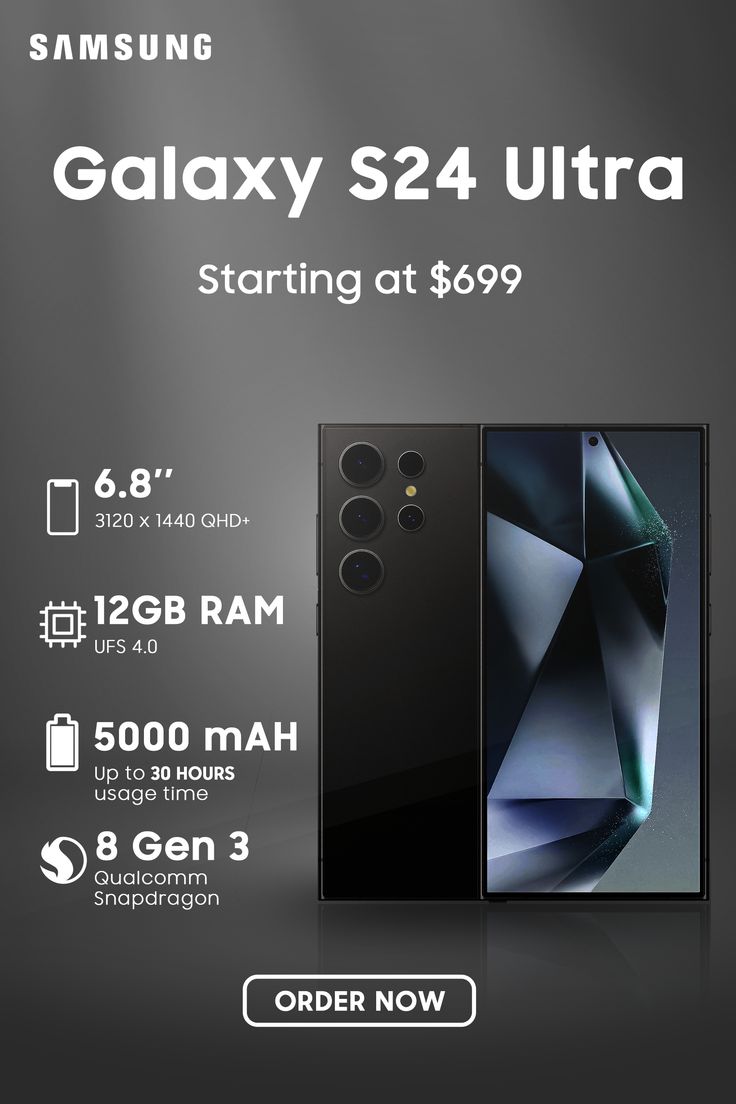 SAMSUNG
Galaxy S24 Ultra
Starting at $699
6.8’’
3120 x 1440 QHD+
12GB RAM
UFS 4.0
5000 mAH
Up to 30 HOURS
usage time
8 Gen 3
Qualcomm
Snapdragon
ORDER NOW